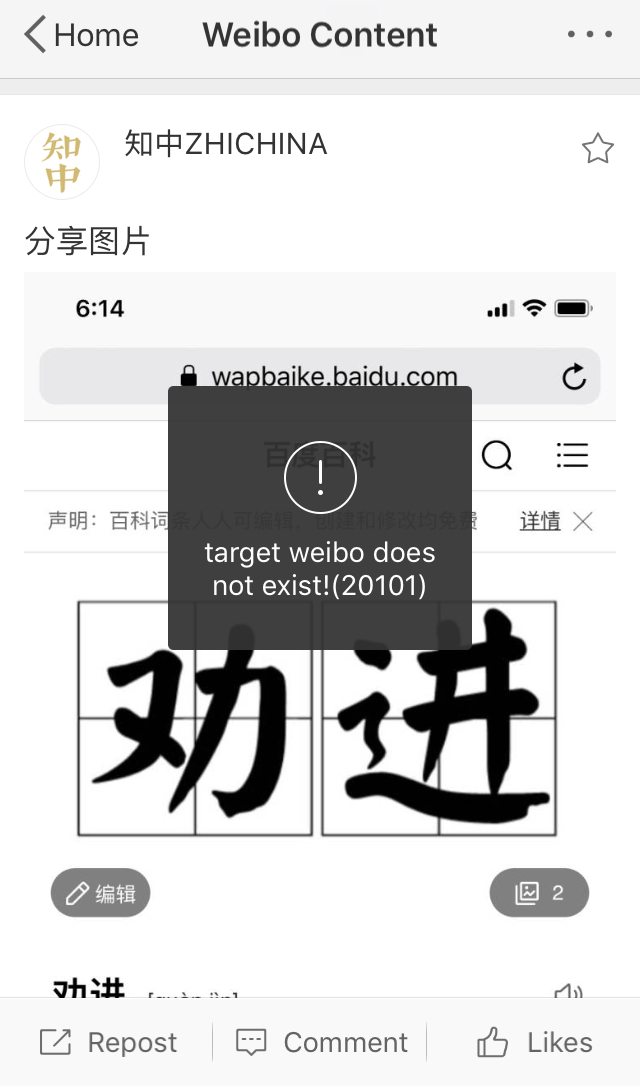 Home
Weibo Content
知中
知中ZHICHINA
分享图片
6:14
wapbaike.baidu.com
百度百科
声明：百科词条人人可编辑，创建和修改均免费
详情
target weibo does
not exist!(20101)
劝进
编辑
2
劝进 [quàn jìn]
Repost
Comment
Likes